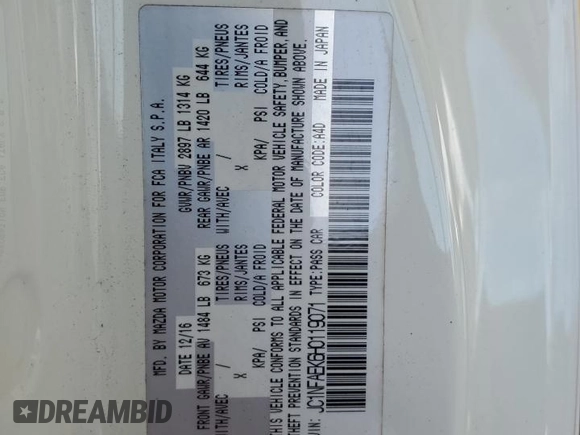 MFD. BY MAZDA MOTOR CORPORATION FOR FCA ITALY S.P.A.
DATE 12/16 GVWR/PNBV 2897 LB 1314 KG
FRONT GAWR/PNBE AV 1484 LB 673 KG REAR GAWR/PNBE AR 1420 LB 644 KG
WITH/AVEC / TIRES/PNEUS WITH/AVEC / TIRES/PNEUS
X RIMS/JANTES X RIMS/JANTES
KPA/ PSI COLD/A FROID KPA/ PSI COLD/A FROID
THIS VEHICLE CONFORMS TO ALL APPLICABLE FEDERAL MOTOR VEHICLE SAFETY, BUMPER, AND
THEFT PREVENTION STANDARDS IN EFFECT ON THE DATE OF MANUFACTURE SHOWN ABOVE.
JC1NFAEKGH0119071
VIN: TYPE: PASS CAR COLOR CODE: A4D MADE IN JAPAN
DREAMBID